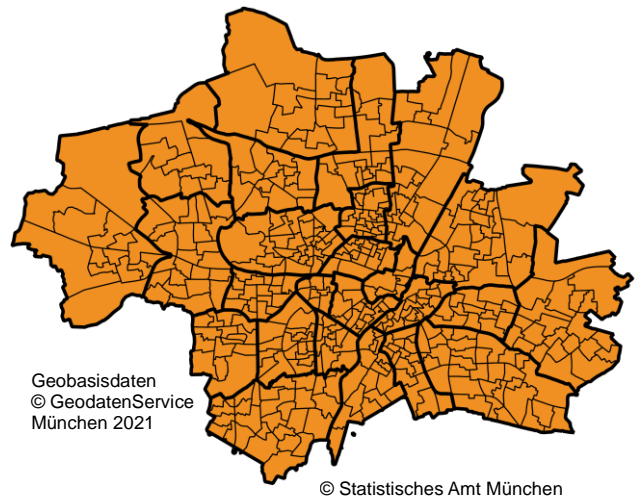 Geobasisdaten
© GeodatenService
München 2021
© Statistisches Amt München